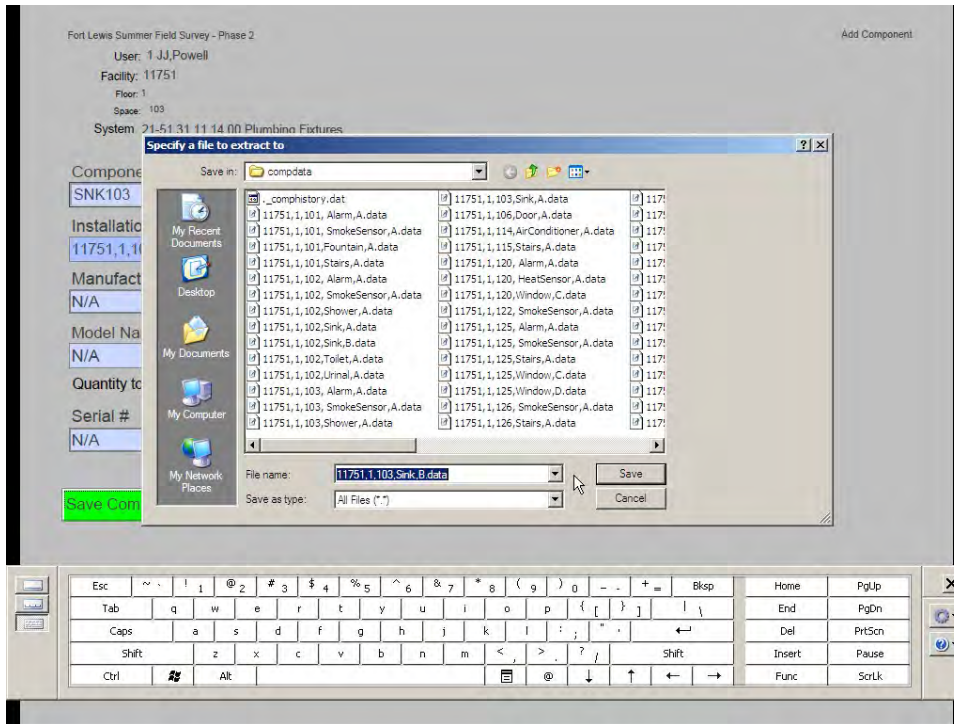 Fort Lewis Summer Field Survey - Phase 2
Add Component
User: 1 JJ,Powell
Facility: 11751
Floor: 1
Space: 103
System 21-51 31 11 14 00 Plumbing Fixtures
Specify a file to extract to
Save in: compdata
Compone
SNK103
Installatio
11751,1,1
Manufact
N/A
Model Na
N/A
Quantity to
Serial #
N/A
Save Com
My Recent Documents
Desktop
My Documents
My Computer
My Network Places
._comphistory.dat
11751,1,101, Alarm,A.data
11751,1,101, SmokeSensor,A.data
11751,1,101,Fountain,A.data
11751,1,101,Stairs,A.data
11751,1,102, Alarm,A.data
11751,1,102, SmokeSensor,A.data
11751,1,102,Shower,A.data
11751,1,102,Sink,A.data
11751,1,102,Sink,B.data
11751,1,102,Toilet,A.data
11751,1,102,Urinal,A.data
11751,1,103, Alarm,A.data
11751,1,103, SmokeSensor,A.data
11751,1,103,Shower,A.data
11751,1,103,Sink,A.data
11751,1,106,Door,A.data
11751,1,114,AirConditioner,A.data
11751,1,115,Stairs,A.data
11751,1,120, Alarm,A.data
11751,1,120, HeatSensor,A.data
11751,1,120,Window,C.data
11751,1,122, SmokeSensor,A.data
11751,1,125, Alarm,A.data
11751,1,125, SmokeSensor,A.data
11751,1,125,Stairs,A.data
11751,1,125,Window,C.data
11751,1,125,Window,D.data
11751,1,126, SmokeSensor,A.data
11751,1,126,Stairs,A.data
File name: 11751,1,103,Sink,B.data Save
Save as type: All Files (*.*) Cancel
Esc ~ ` ! 1 @ 2 # 3 $ 4 % 5 ^ 6 & 7 * 8 ( 9 ) 0 _ - + = Bksp Home PgUp
Tab q w e r t y u i o p { [ } ] | \ End PgDn
Caps a s d f g h j k l : ; " ' Del PrtScn
Shift z x c v b n m < , > . ? / Shift Insert Pause
Ctrl Alt @ ↓ ↑ ← → Func ScrLk